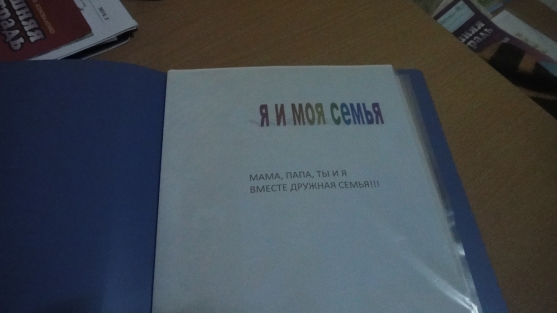 Я И МОЯ семья
МАМА, ПАПА, ТЫ И Я
ВМЕСТЕ ДРУЖНАЯ СЕМЬЯ!!!